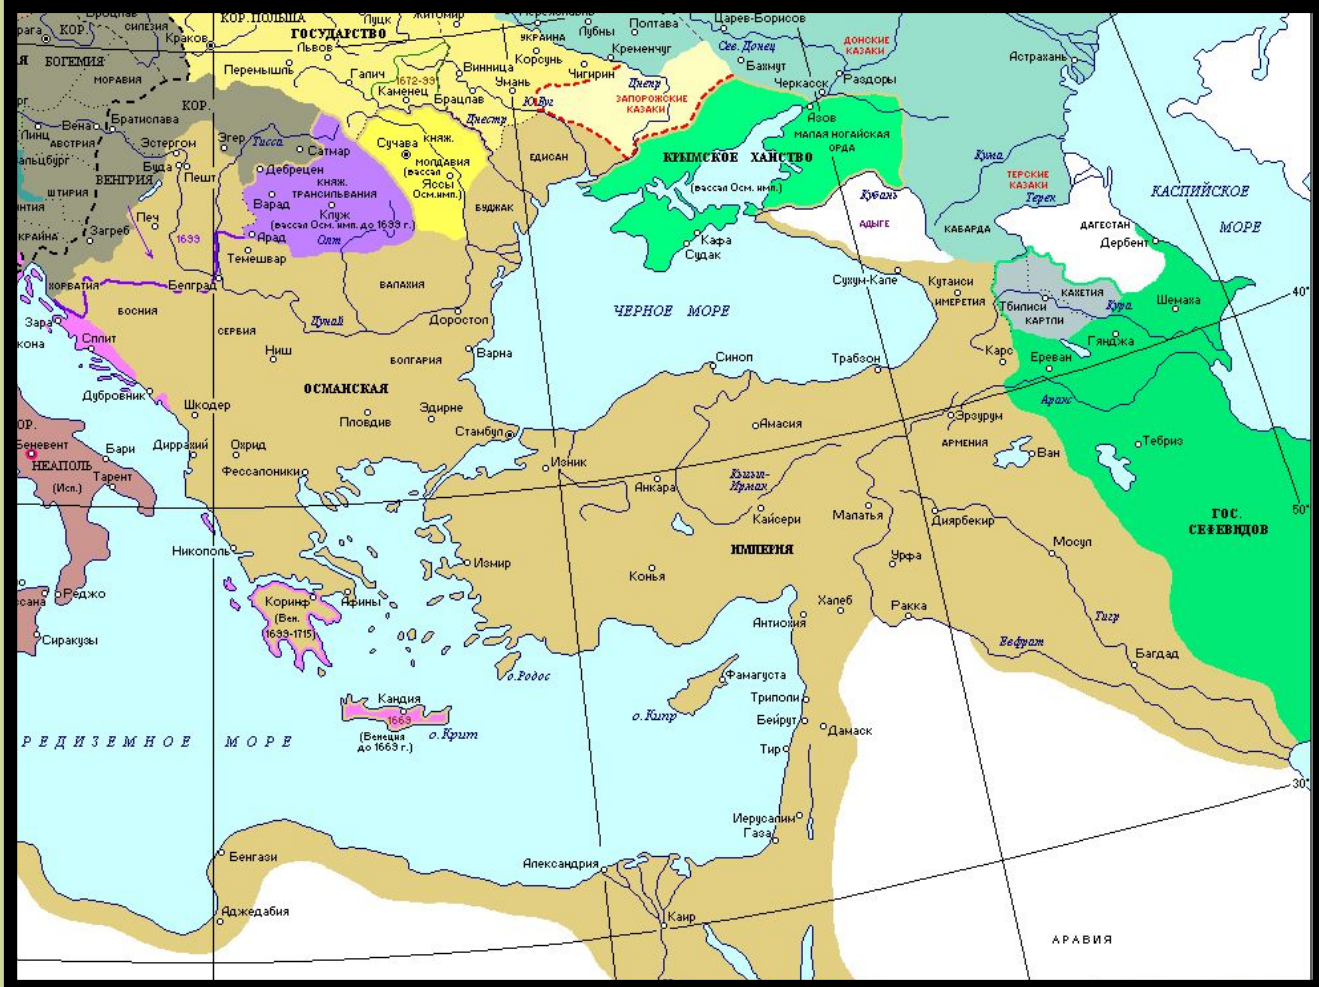 КОР.
СИЛЕЗИЯ
Краков
КОР. ПОЛЬША
Луцк
Житомир
ГОСУДАРСТВО
Львов
УКРАИНА
Корсунь
Лубны
Полтава
Царев-Борисов
Кременчуг
Сев. Донец
Бахмут
ДОНСКИЕ
КАЗАКИ
Астрахань
БОГЕМИЯ
МОРАВИЯ
Перемышль
Галич
1672-99
Каменец
Винница
Умань
Брацлав
Ю.Буг
Чигирин
Днепр
ЗАПОРОЖСКИЕ
КАЗАКИ
Черкасск
Раздоры
Азов
КОР.
Вена
Братислава
Линц
АВСТРИЯ
Эстергом
Эгер
Тисса
Сатмар
Днестр
Сучава
КНЯЖ.
МОЛДАВИЯ
(вассал
Яссы
Осм.имп.)
ЕДИСАН
МАЛАЯ НОГАЙСКАЯ
ОРДА
КРЫМСКОЕ ХАНСТВО
(вассал Осм. имп.)
Кума
ТЕРСКИЕ
КАЗАКИ
Терек
КАСПИЙСКОЕ
МОРЕ
Буда
Пешт
ВЕНГРИЯ
ШТИРИЯ
Дебрецен
КНЯЖ.
ТРАНСИЛЬВАНИЯ
Варад
Клуж
(вассал Осм. имп. до 1699 г.)
БУДЖАК
Кубань
АДЫГЕ
КАБАРДА
ДАГЕСТАН
Дербент
Печ
Загреб
1699
Арад
Олт
Темешвар
Кафа
Судак
ХОРВАТИЯ
Белград
ВАЛАХИЯ
Сухум-Кале
Кутаиси
ИМЕРЕТИЯ
КАХЕТИЯ
Тбилиси
КАРТЛИ
Кура
Шемаха
40°
Зара
БОСНИЯ
СЕРБИЯ
Дунай
Доростол
ЧЕРНОЕ МОРЕ
Сплит
Ниш
БОЛГАРИЯ
Варна
Синоп
Трабзон
Карс
Ереван
Гянджа
Дубровник
ОСМАНСКАЯ
Аракс
Шкодер
Пловдив
Эдирне
Стамбул
Амасия
Эрзурум
АРМЕНИЯ
Ван
Тебриз
Беневент
НЕАПОЛЬ
(Исп.)
Бари
Тарент
Диррахий
Охрид
Фессалоники
Изник
Анкара
Кызыл-
Ирмак
Кайсери
Малатья
Диярбекир
50°
ГОС.
СЕФЕВИДОВ
Никополь
Измир
Конья
ИМПЕРИЯ
Урфа
Мосул
Реджо
Сиракузы
Коринф
(Вен.
1699-1715)
Афины
Халеб
Антиохия
Ракка
Тигр
Евфрат
Багдад
о.Родос
Фамагуста
о.Кипр
Триполи
Бейрут
Дамаск
Тир
Кандия
1669
(Венеция
до 1669 г.)
о.Крит
РЕДИЗЕМНОЕ МОРЕ
30°
Иерусалим
Газа
Бенгази
Александрия
Аджедабия
Каир
АРАВИЯ